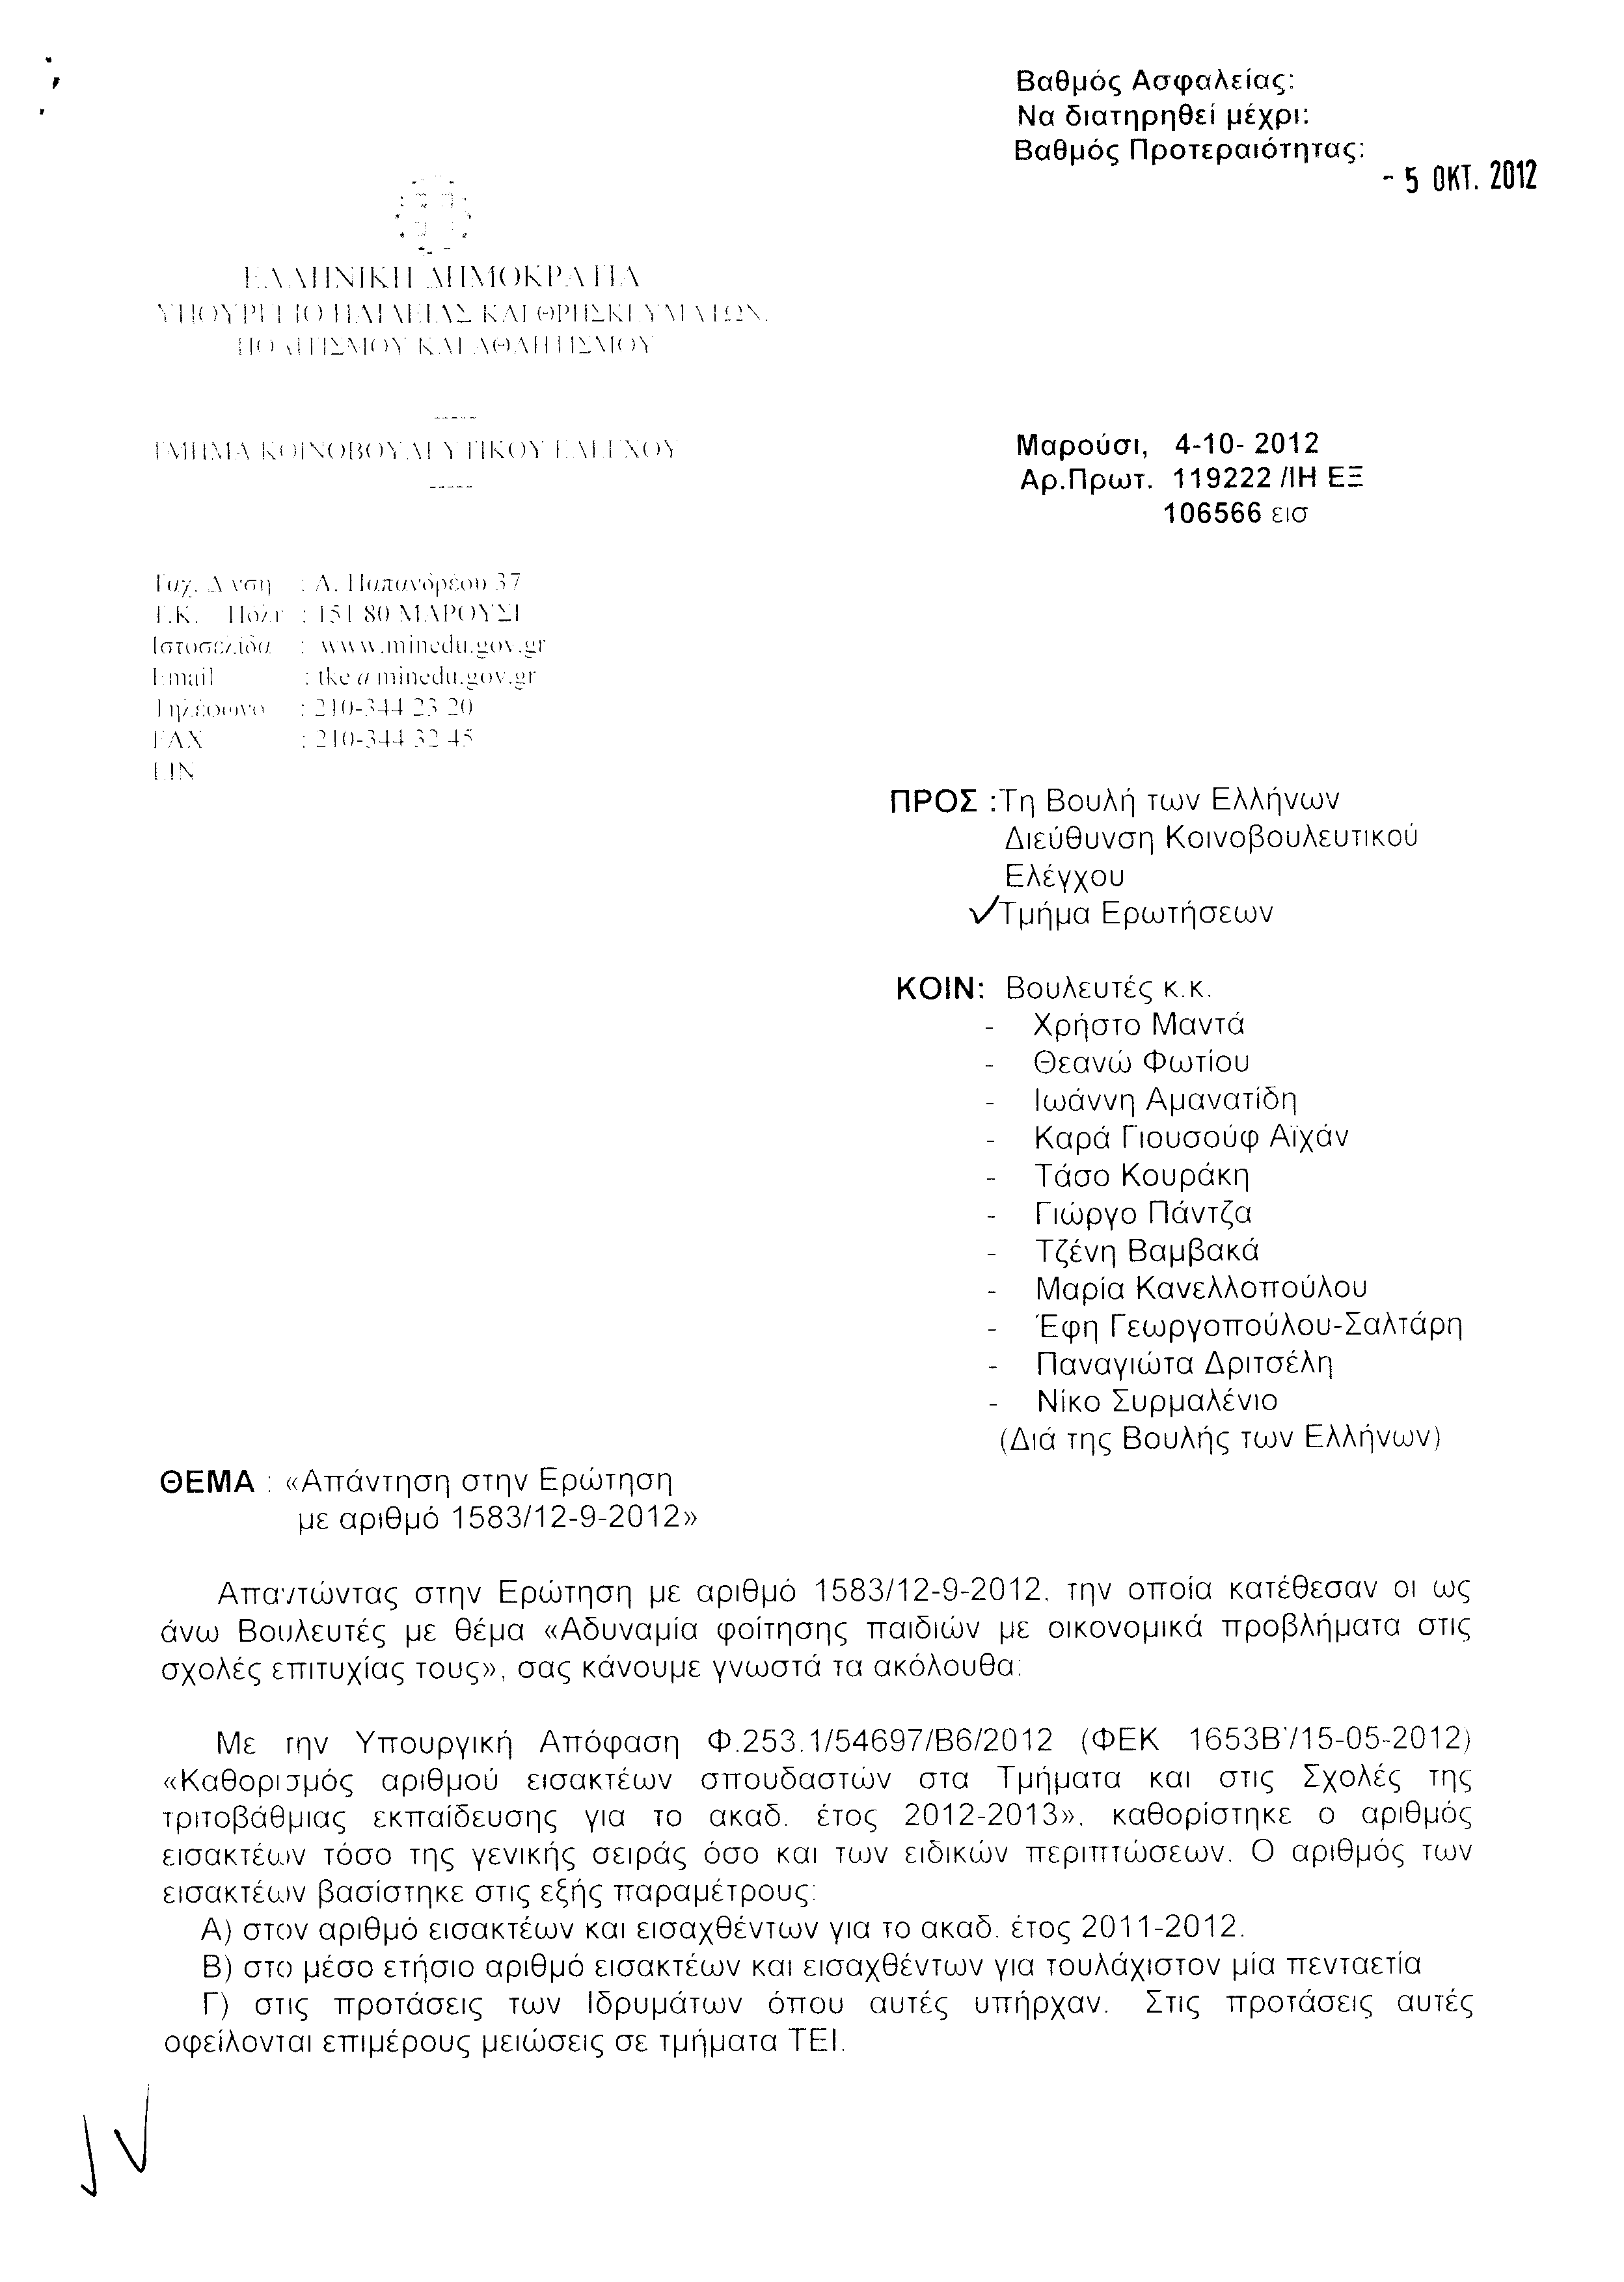 Βαθμός Ασφαλείας:
Να διατηρηθεί μέχρι:
Βαθμός Προτεραιότητας:
- 5 ΟΚΤ. 2012
ΕΛΛΗΝΙΚΗ ΔΗΜΟΚΡΑΤΙΑ
ΥΠΟΥΡΓΕΙΟ ΠΑΙΔΕΙΑΣ ΚΑΙ ΘΡΗΣΚΕΥΜΑΤΩΝ,
ΠΟΛΙΤΙΣΜΟΥ ΚΑΙ ΑΘΛΗΤΙΣΜΟΥ
-----
ΤΜΗΜΑ ΚΟΙΝΟΒΟΥΛΕΥΤΙΚΟΥ ΕΛΕΓΧΟΥ
-----
Μαρούσι, 4-10- 2012
Αρ.Πρωτ. 119222 /ΙΗ ΕΞ
106566 εισ
Ταχ. Δ/νση : Α. Παπανδρέου 37
Τ.Κ. Πόλη : 151 80 ΜΑΡΟΥΣΙ
Ιστοσελίδα : www.minedu.gov.gr
Email : tke@minedu.gov.gr
Τηλέφωνο : 210-344 23 20
FAX : 210-344 32 45
ΠΡΟΣ :Τη Βουλή των Ελλήνων
Διεύθυνση Κοινοβουλευτικού
Ελέγχου
√Τμήμα Ερωτήσεων
ΚΟΙΝ: Βουλευτές κ.κ.
- Χρήστο Μαντά
- Θεανώ Φωτίου
- Ιωάννη Αμανατίδη
- Καρά Γιουσούφ Αϊχάν
- Τάσο Κουράκη
- Γιώργο Πάντζα
- Τζένη Βαμβακά
- Μαρία Κανελλοπούλου
- Έφη Γεωργοπούλου-Σαλτάρη
- Παναγιώτα Δριτσέλη
- Νίκο Συρμαλένιο
(Διά της Βουλής των Ελλήνων)
ΘΕΜΑ : «Απάντηση στην Ερώτηση
με αριθμό 1583/12-9-2012»
Απαντώντας στην Ερώτηση με αριθμό 1583/12-9-2012, την οποία κατέθεσαν οι ως
άνω Βουλευτές με θέμα «Αδυναμία φοίτησης παιδιών με οικονομικά προβλήματα στις
σχολές επιτυχίας τους», σας κάνουμε γνωστά τα ακόλουθα:
Με την Υπουργική Απόφαση Φ.253.1/54697/Β6/2012 (ΦΕΚ 1653Β΄/15-05-2012)
«Καθορισμός αριθμού εισακτέων σπουδαστών στα Τμήματα και στις Σχολές της
τριτοβάθμιας εκπαίδευσης για το ακαδ. έτος 2012-2013», καθορίστηκε ο αριθμός
εισακτέων τόσο της γενικής σειράς όσο και των ειδικών περιπτώσεων. Ο αριθμός των
εισακτέων βασίστηκε στις εξής παραμέτρους:
Α) στον αριθμό εισακτέων και εισαχθέντων για το ακαδ. έτος 2011-2012.
Β) στο μέσο ετήσιο αριθμό εισακτέων και εισαχθέντων για τουλάχιστον μία πενταετία
Γ) στις προτάσεις των Ιδρυμάτων όπου αυτές υπήρχαν. Στις προτάσεις αυτές
οφείλονται επιμέρους μειώσεις σε τμήματα ΤΕΙ.